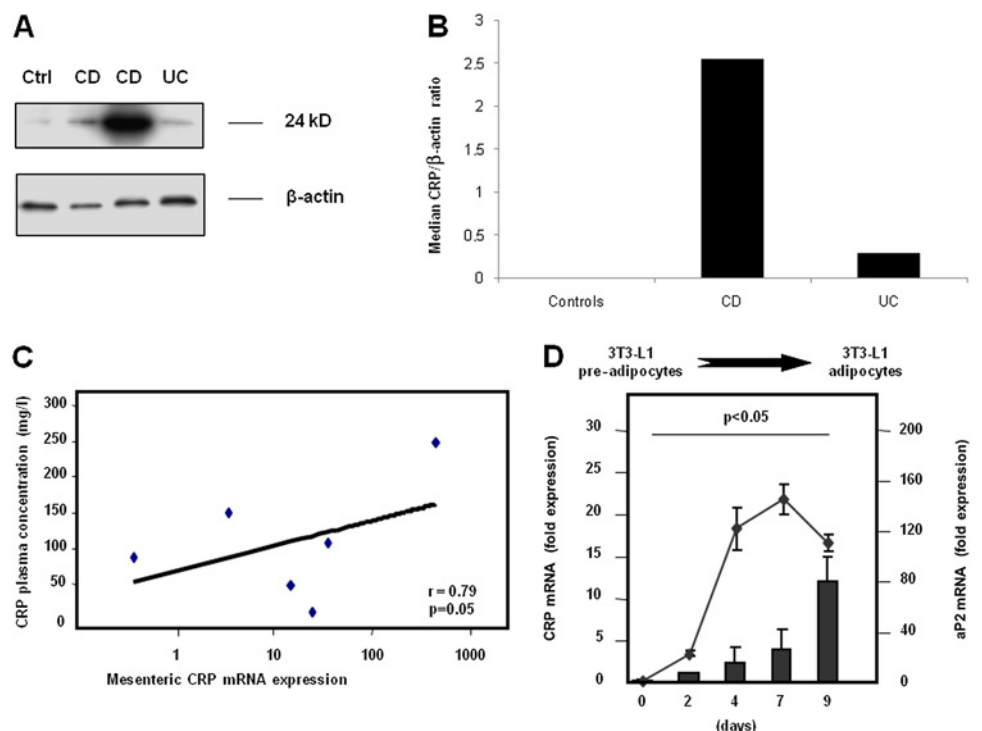 A
Ctrl CD CD UC
24 kD
β-actin
B
Median CRP/β-actin ratio
3
2.5
2
1.5
1
0.5
0
Controls CD UC
C
CRP plasma concentration (mg/l)
300
250
150
100
50
0
r = 0.79
p=0.05
1 10 100 1000
Mesenteric CRP mRNA expression
D
3T3-L1
pre-adipocytes
3T3-L1
adipocytes
p<0.05
CRP mRNA (fold expression)
30
25
20
15
10
5
0
aP2 mRNA (fold expression)
200
160
120
80
40
0
0 2 4 7 9
(days)